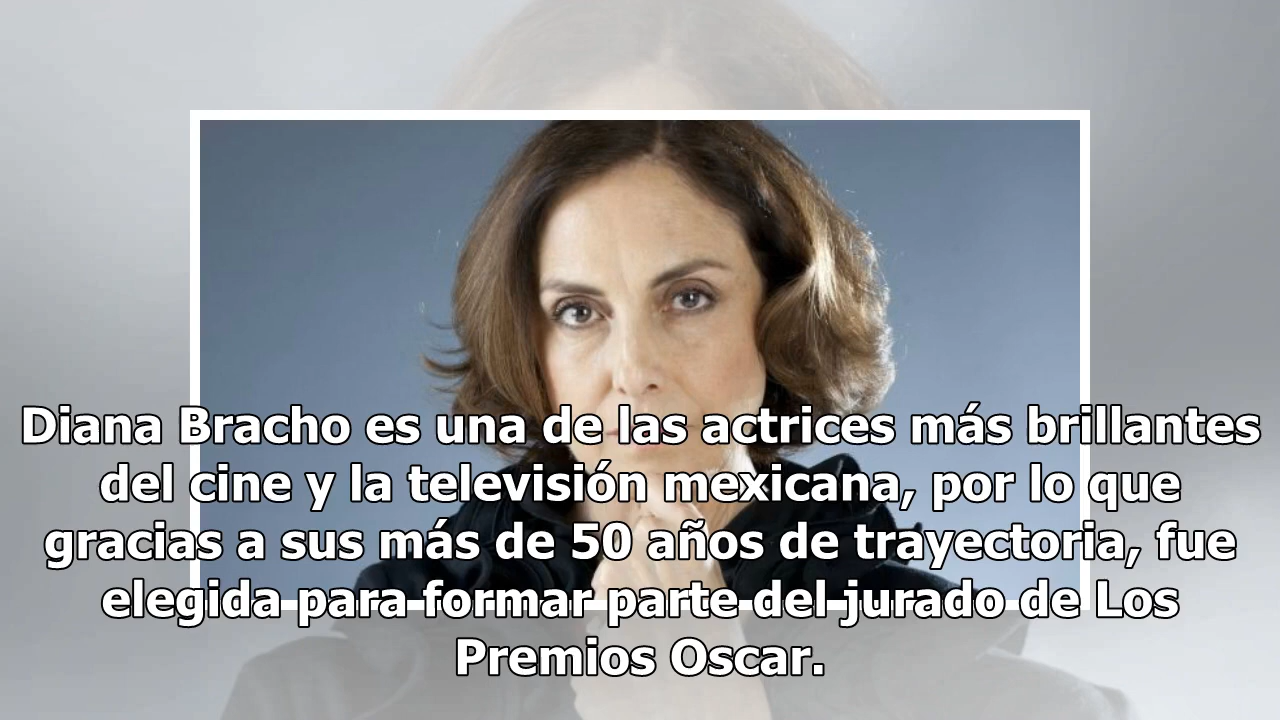 Diana Bracho es una de las actrices más brillantes
del cine y la televisión mexicana, por lo que
gracias a sus más de 50 años de trayectoria, fue
elegida para formar parte del jurado de Los
Premios Oscar.